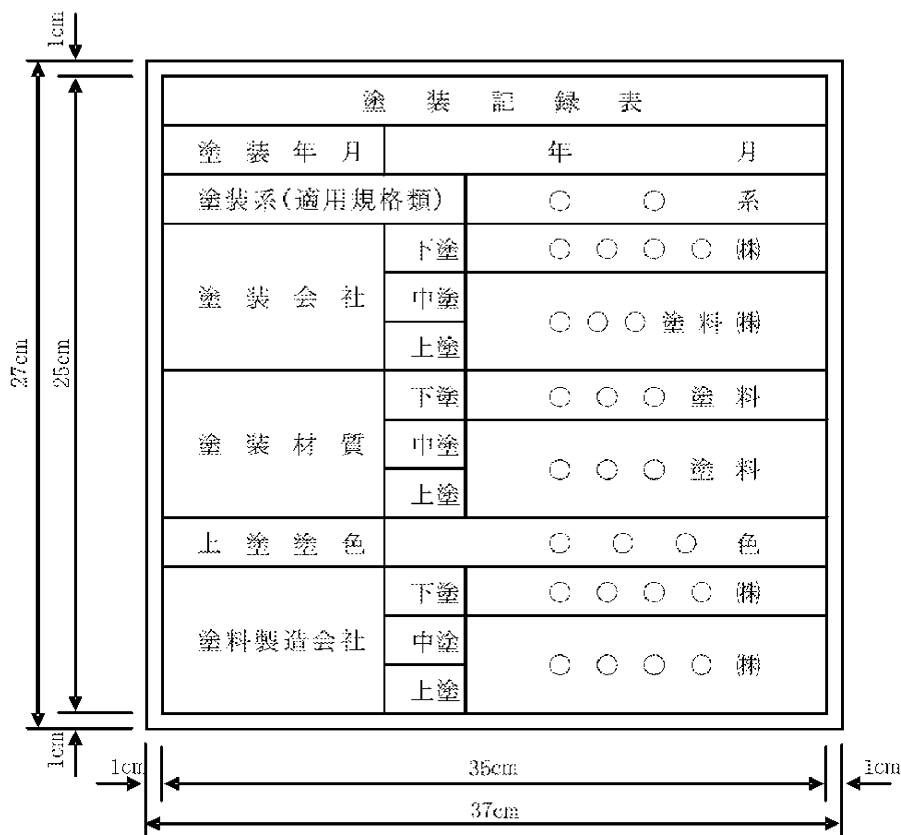 1cm
塗装記録表
塗装年月 年 月
塗装系(適用規格類) ○○系
塗装会社 下塗 ○○○○㈱
中塗 ○○○塗料㈱
上塗
塗装材質 下塗 ○○○塗料
中塗 ○○○塗料
上塗
上塗塗色 ○○○色
塗料製造会社 下塗 ○○○○㈱
中塗 ○○○○㈱
上塗
27cm
25cm
1cm
1cm
35cm
1cm
37cm